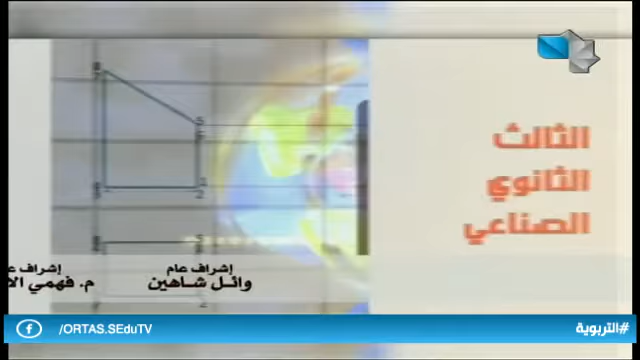 الثالث
الثانوي
الصناعي
إشراف عام
وائل شاهين
إشراف
م. فهمي
#التربوية
/ORTAS.SEduTV